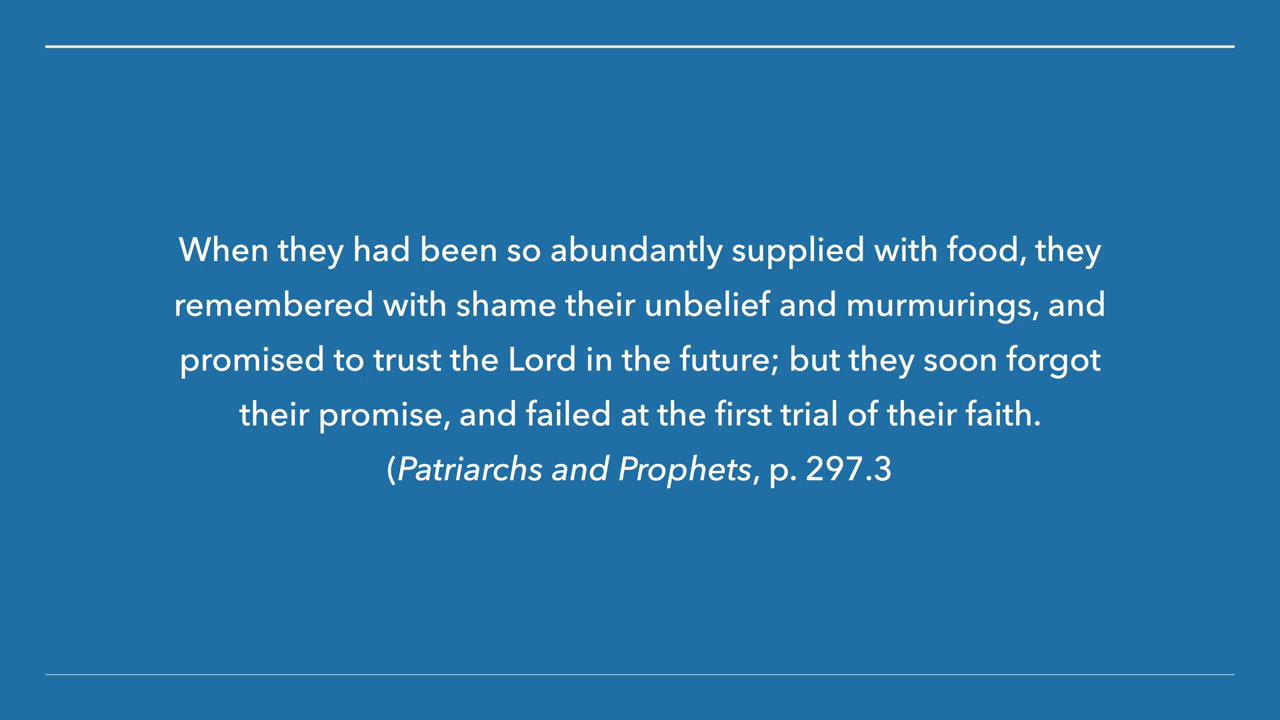 When they had been so abundantly supplied with food, they
remembered with shame their unbelief and murmurings, and
promised to trust the Lord in the future; but they soon forgot
their promise, and failed at the first trial of their faith.
(Patriarchs and Prophets, p. 297.3